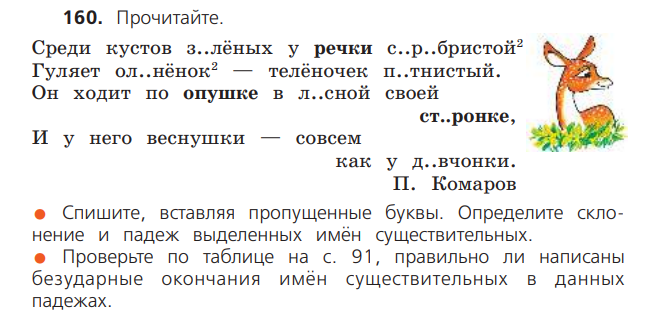 160. Прочитайте.
Среди кустов з..лёных у речки с..р..бристой²
Гуляет ол..нёнок² — телёночек п..тнистый.
Он ходит по опушке в л..сной своей
ст..ронке,
И у него веснушки — совсем
как у д..вчонки.
П. Комаров
● Спишите, вставляя пропущенные буквы. Определите скло-
нение и падеж выделенных имён существительных.
● Проверьте по таблице на с. 91, правильно ли написаны
безударные окончания имён существительных в данных
падежах.